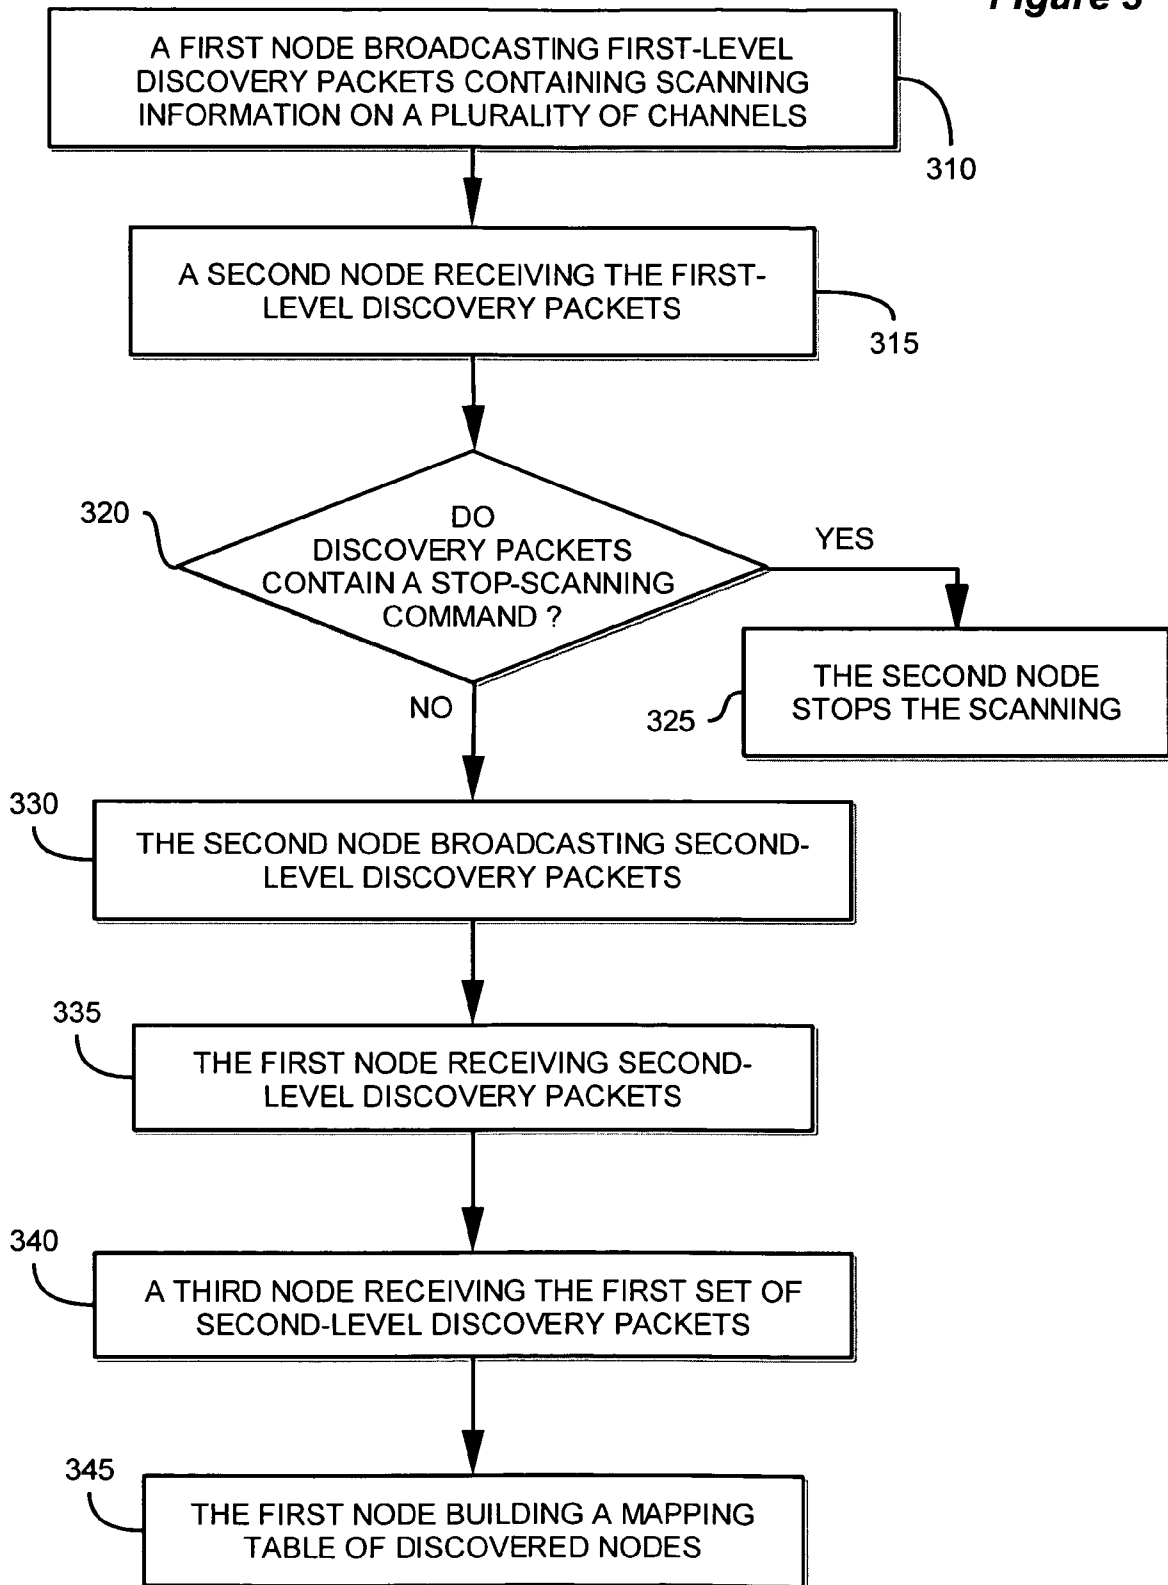 Figure 3
A FIRST NODE BROADCASTING FIRST-LEVEL
DISCOVERY PACKETS CONTAINING SCANNING
INFORMATION ON A PLURALITY OF CHANNELS
310
A SECOND NODE RECEIVING THE FIRST-
LEVEL DISCOVERY PACKETS
315
320
DO
DISCOVERY PACKETS
CONTAIN A STOP-SCANNING
COMMAND ?
YES
NO
THE SECOND NODE
STOPS THE SCANNING
325
330
THE SECOND NODE BROADCASTING SECOND-
LEVEL DISCOVERY PACKETS
335
THE FIRST NODE RECEIVING SECOND-
LEVEL DISCOVERY PACKETS
340
A THIRD NODE RECEIVING THE FIRST SET OF
SECOND-LEVEL DISCOVERY PACKETS
345
THE FIRST NODE BUILDING A MAPPING
TABLE OF DISCOVERED NODES